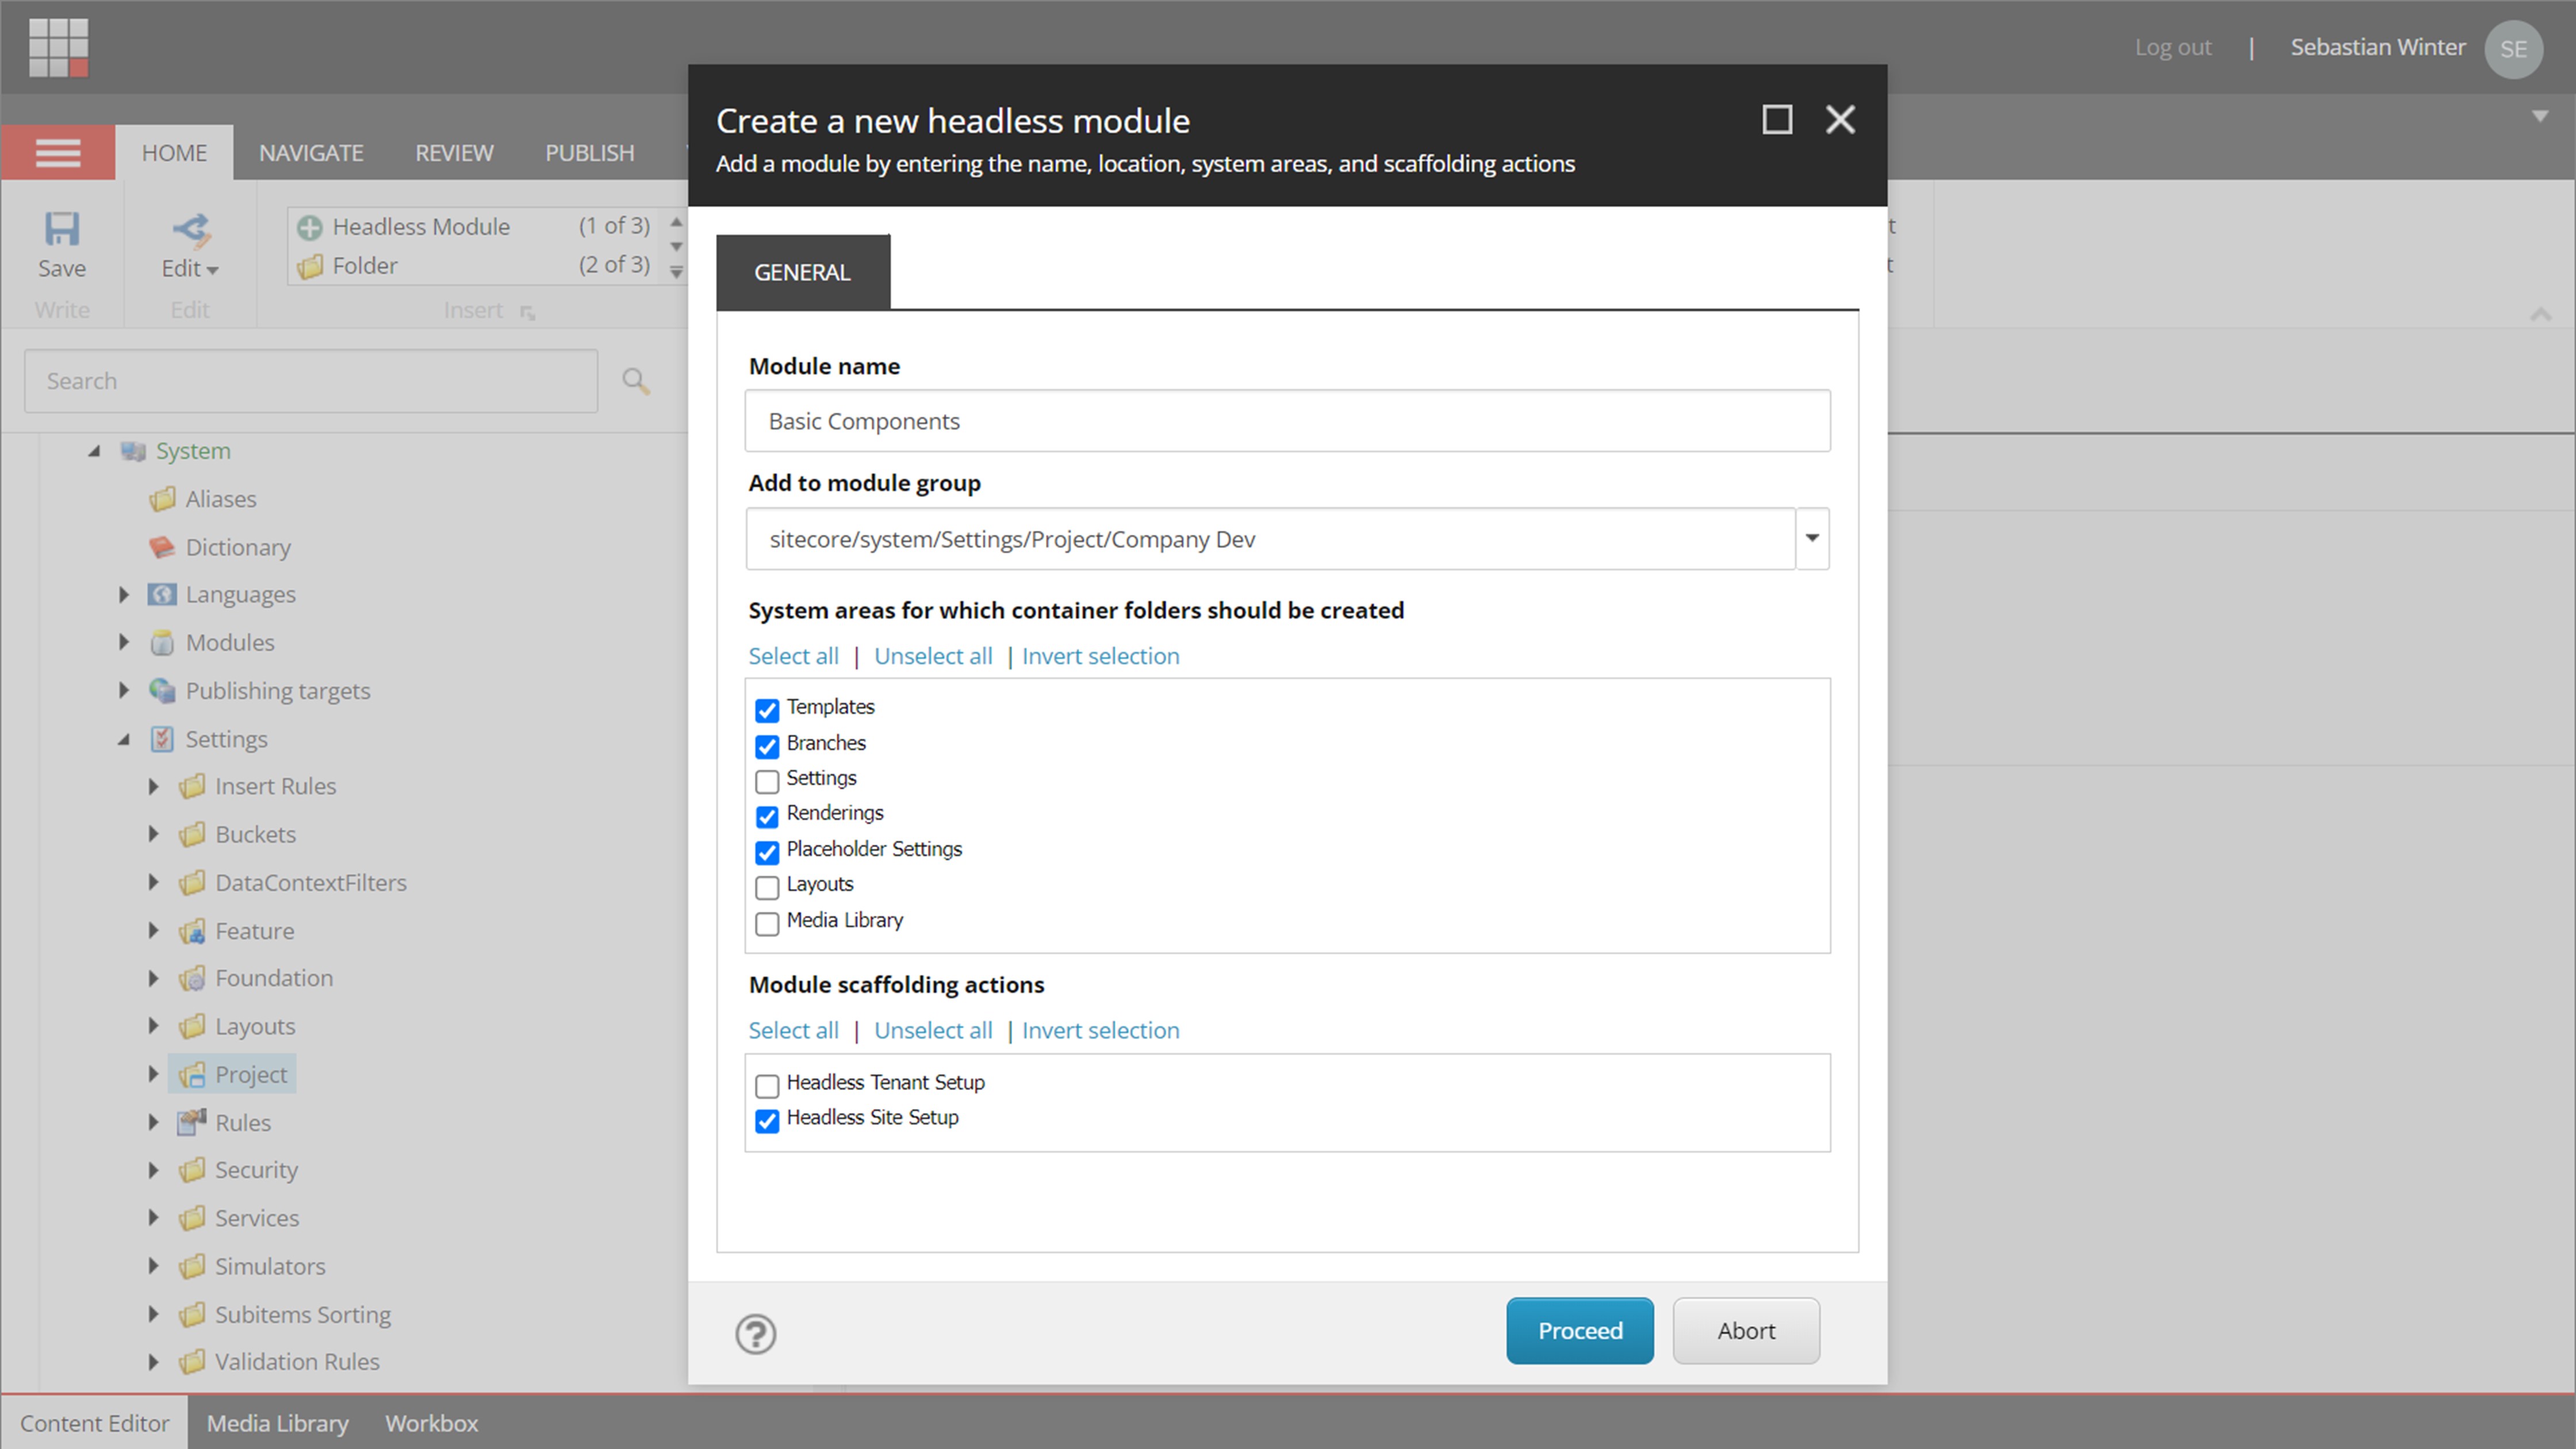 Log out | Sebastian Winter SE
HOME NAVIGATE REVIEW PUBLISH
Save
Write
Edit
Edit
Headless Module (1 of 3)
Folder (2 of 3)
Insert
Search
System
Aliases
Dictionary
Languages
Modules
Publishing targets
Settings
Insert Rules
Buckets
DataContextFilters
Feature
Foundation
Layouts
Project
Rules
Security
Services
Simulators
Subitems Sorting
Validation Rules
Create a new headless module
Add a module by entering the name, location, system areas, and scaffolding actions
GENERAL
Module name
Basic Components
Add to module group
sitecore/system/Settings/Project/Company Dev
System areas for which container folders should be created
Select all | Unselect all | Invert selection
Templates
Branches
Settings
Renderings
Placeholder Settings
Layouts
Media Library
Module scaffolding actions
Select all | Unselect all | Invert selection
Headless Tenant Setup
Headless Site Setup
Proceed Abort
Content Editor Media Library Workbox